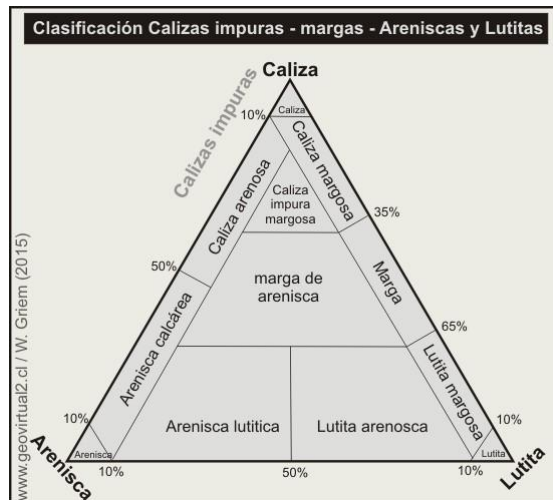 Clasificación Calizas impuras - margas - Areniscas y Lutitas
Caliza
Calizas impuras
10%
Caliza
Caliza arenosa
Caliza margosa
Caliza
impura
margosa
35%
50%
marga de
arenisca
Marga
65%
Arenisca calcárea
Lutita margosa
10%
10%
Arenisca lutitica
Lutita arenosca
Arenisca
Lutita
Arenisca
10%
50%
10%
Lutita
www.geovirtual2.cl / W. Griem (2015)